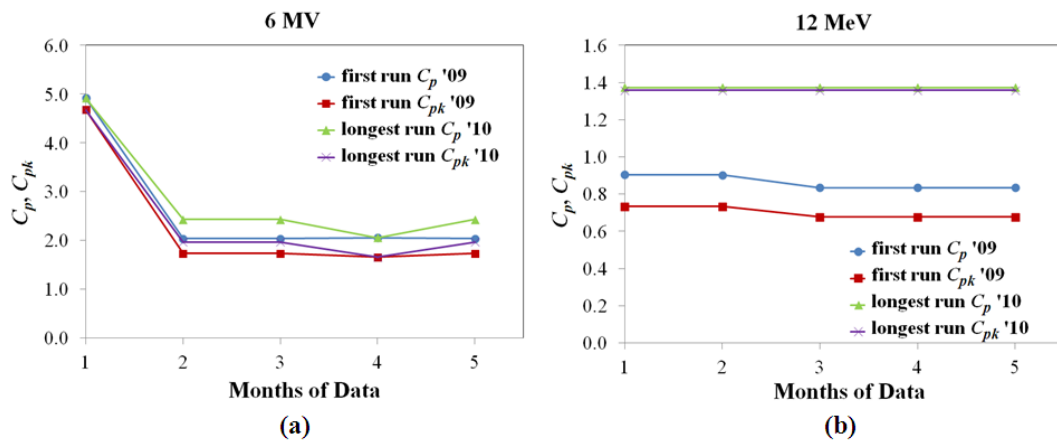 6 MV
6.0
5.0
4.0
3.0
2.0
1.0
0.0
Cp, Cpk
first run Cp '09
first run Cpk '09
longest run Cp '10
longest run Cpk '10
1 2 3 4 5
Months of Data
(a)
12 MeV
1.6
1.4
1.2
1.0
0.8
0.6
0.4
0.2
0.0
Cp, Cpk
first run Cp '09
first run Cpk '09
longest run Cp '10
longest run Cpk '10
1 2 3 4 5
Months of Data
(b)